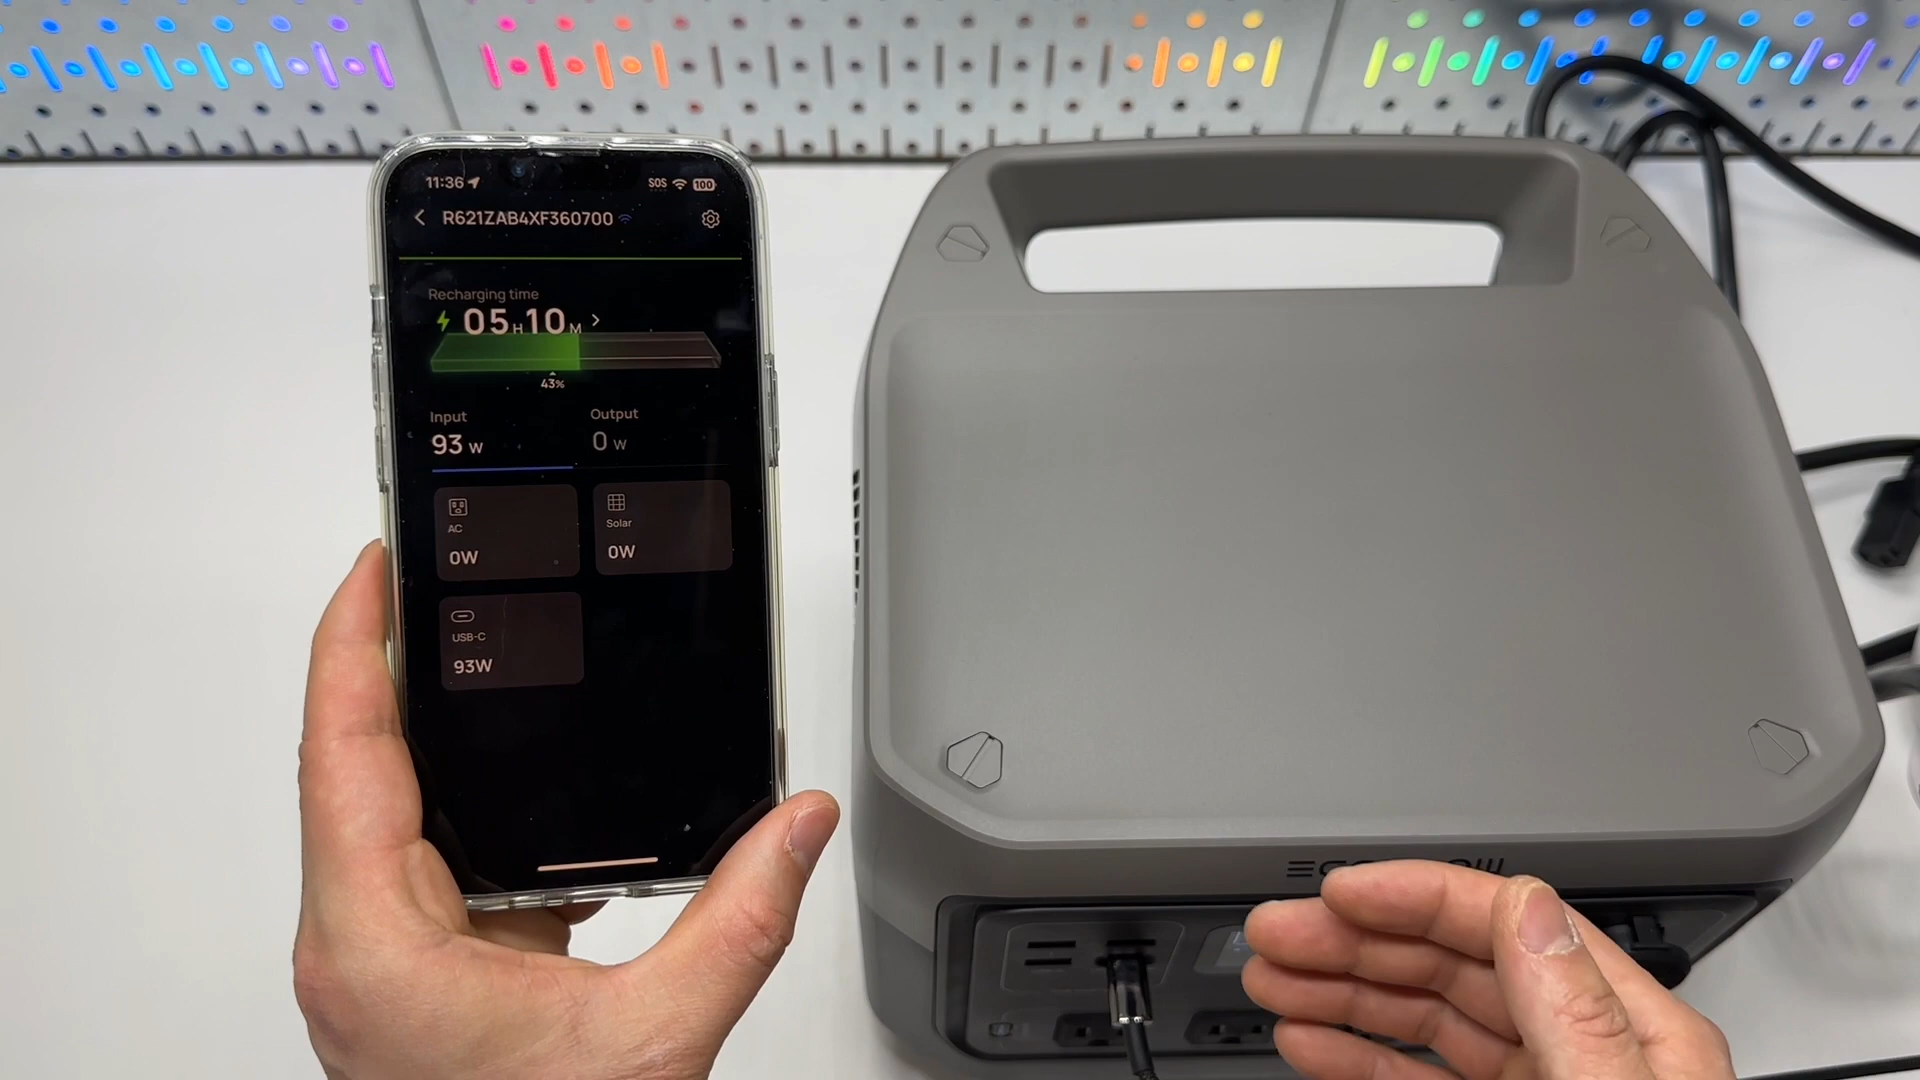 11:36
SOS
100
R621ZAB4XF360700
Recharging time
05H10M
43%
Input
Output
93 W
0 W
AC
0W
Solar
0W
USB-C
93W